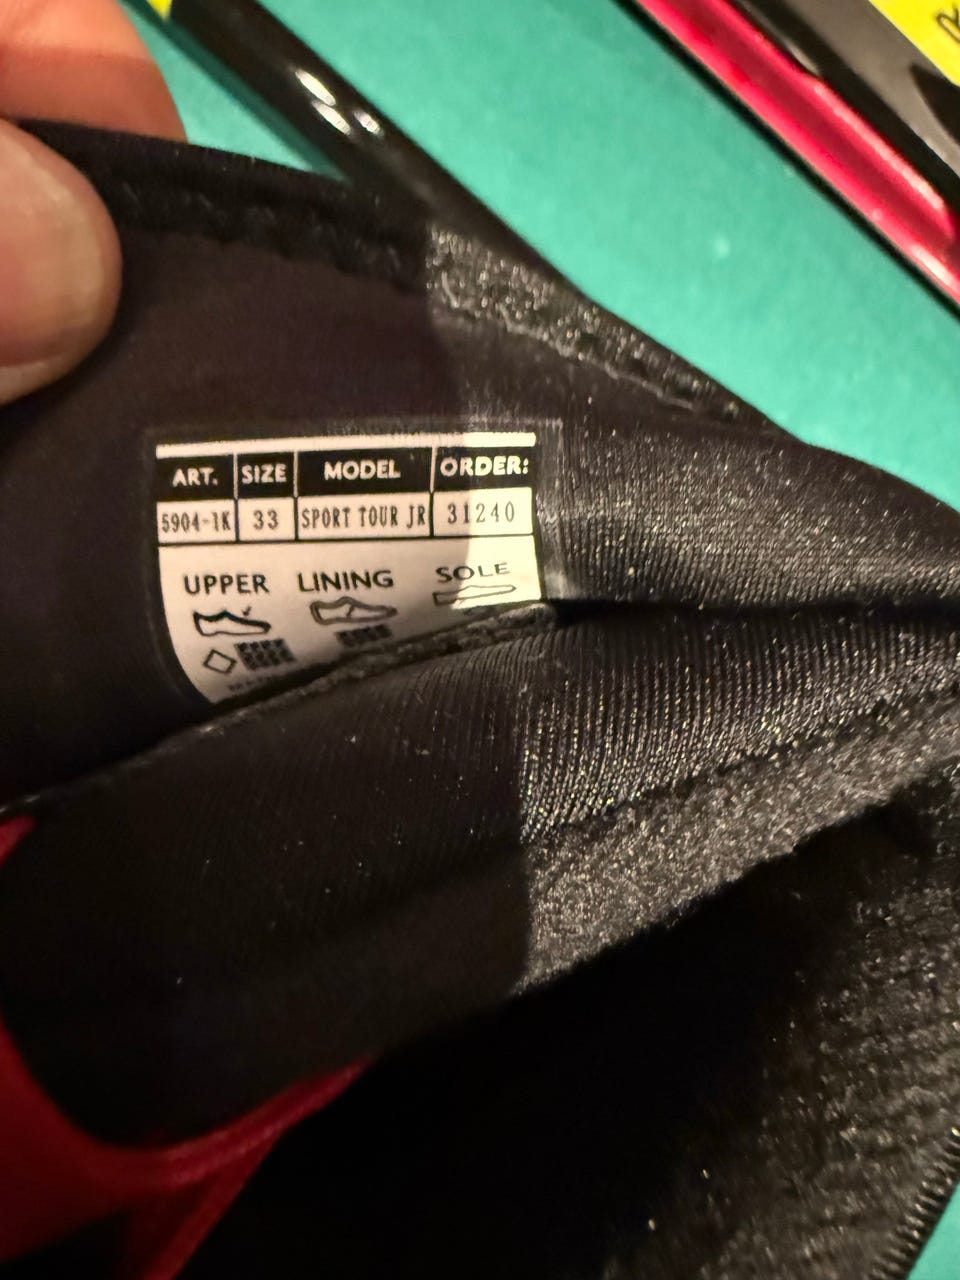 ART. SIZE MODEL ORDER:
5904-1K 33 SPORT TOUR JR 31240
UPPER LINING SOLE